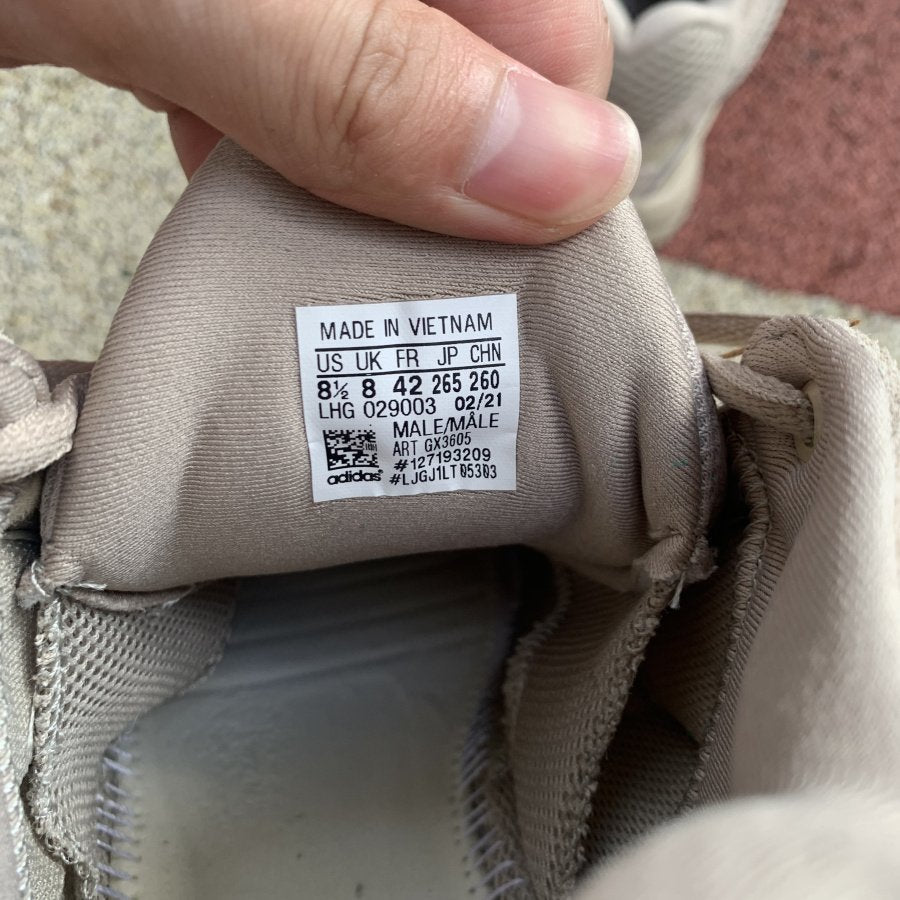 MADE IN VIETNAM
US UK FR JP CHN
8½ 8 42 265 260
LHG 029003 02/21
MALE/MÂLE
ART GX3605
#127193209
adidas #LJGJ1LT05303